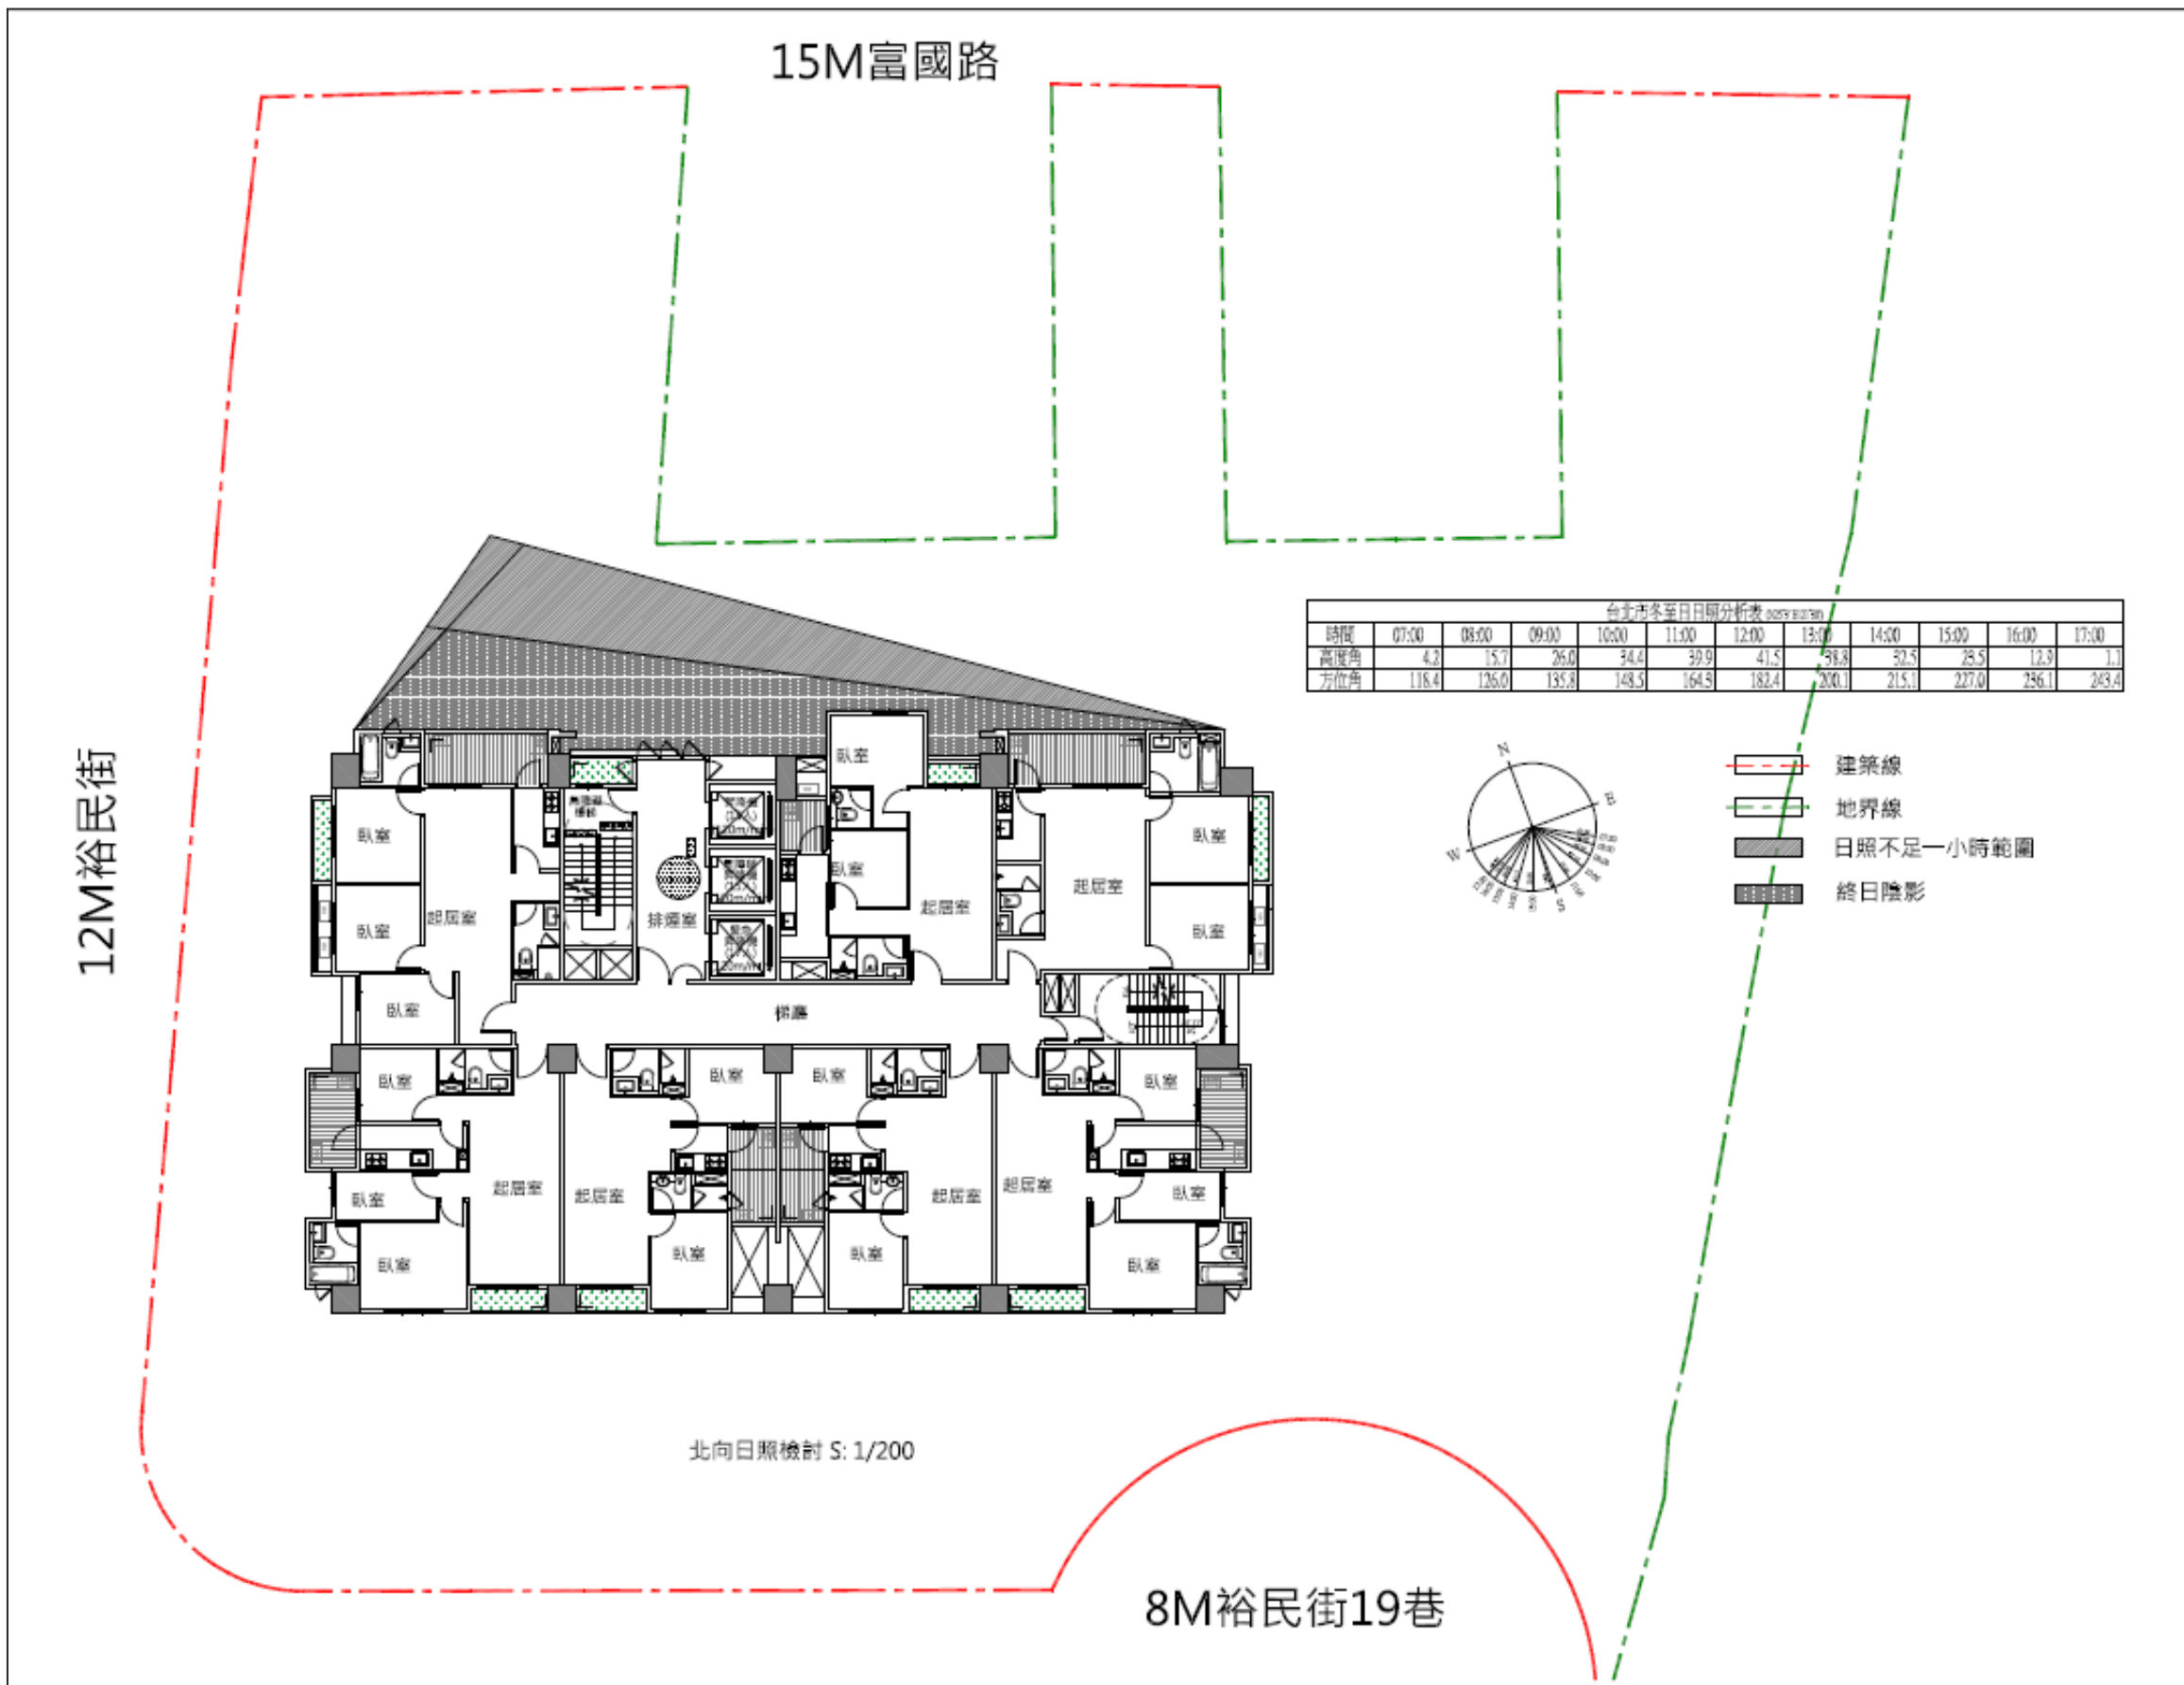 15M富國路
12M裕民街
台北市冬至日日照分析表
時間 07:00 08:00 09:00 10:00 11:00 12:00 13:00 14:00 15:00 16:00 17:00
高度角 4.2 15.7 26.0 34.4 39.9 41.5 38.8 32.5 23.5 12.9 1.1
方位角 118.4 126.0 135.8 148.5 164.3 182.4 200.1 215.1 227.0 236.1 243.4
N
E
W
S
建築線
地界線
日照不足一小時範圍
終日陰影
臥室
臥室
臥室
臥室
臥室
起居室
排煙室
起居室
起居室
臥室
臥室
臥室
梯廳
臥室
臥室
臥室
臥室
臥室
起居室
起居室
起居室
起居室
臥室
臥室
臥室
臥室
臥室
北向日照檢討 S: 1/200
8M裕民街19巷